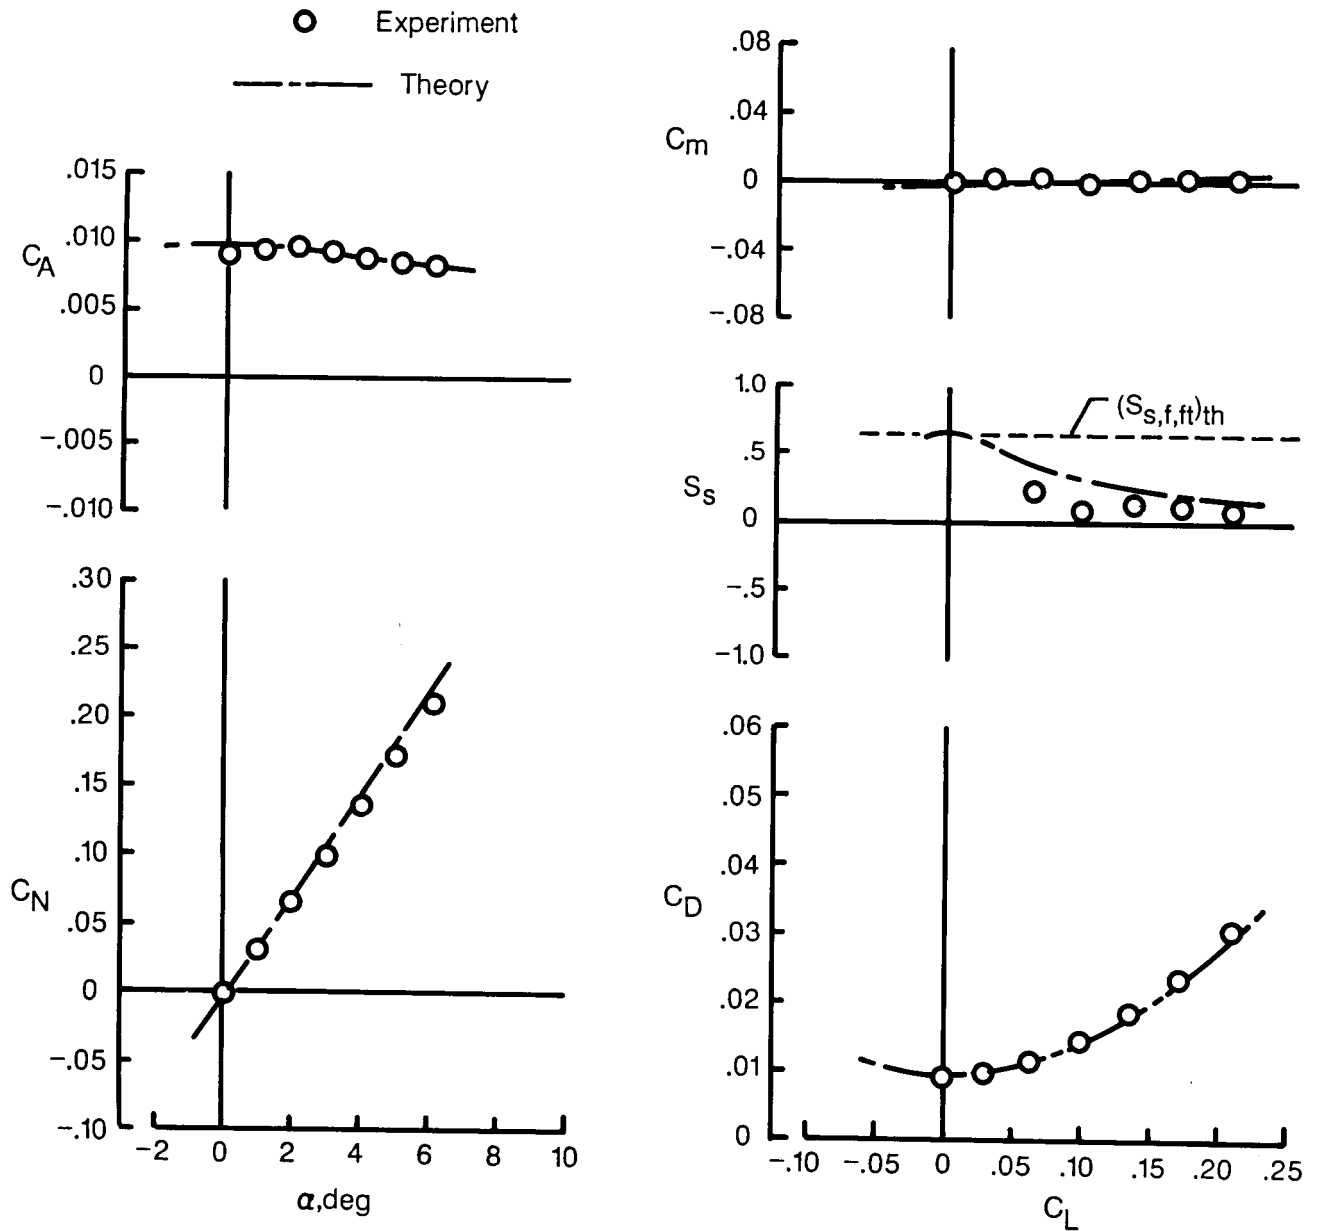 Experiment
Theory
.015
.010
.005
0
-.005
-.010
C_A
.30
.25
.20
.15
.10
.05
0
-.05
-.10
C_N
-2 0 2 4 6 8 10
α,deg
.08
.04
0
-.04
-.08
C_m
1.0
.5
0
-.5
-1.0
S_s
(S_s,f,ft)_th
.06
.05
.04
.03
.02
.01
0
C_D
-.10 -.05 0 .05 .10 .15 .20 .25
C_L